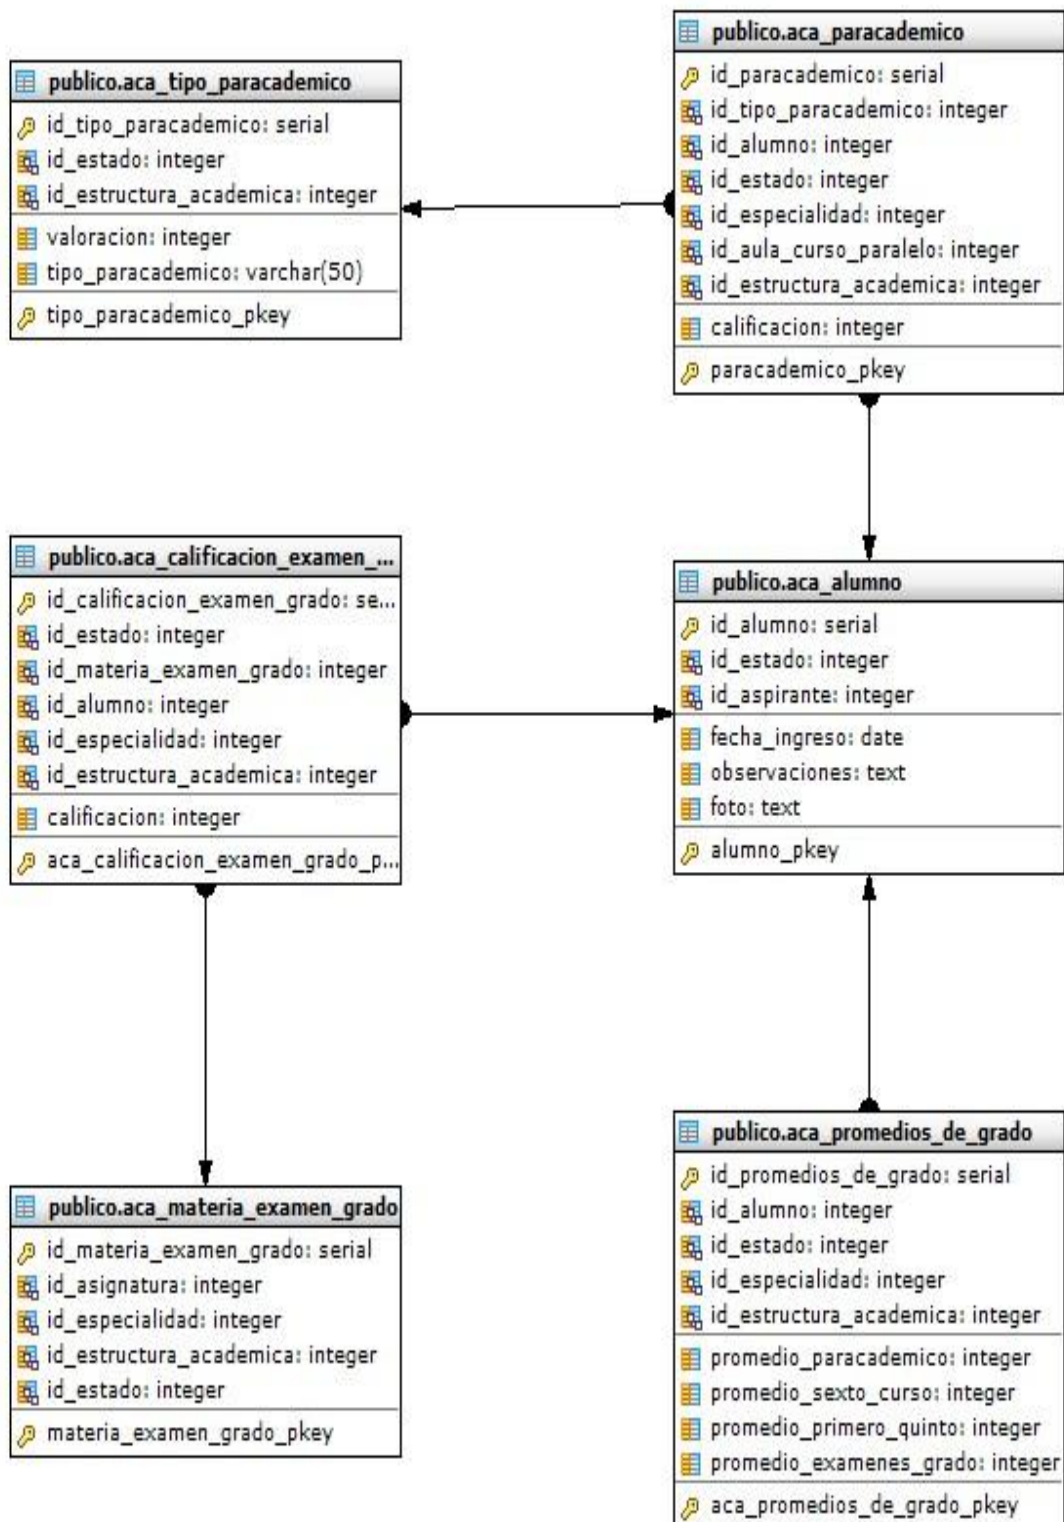 publico.aca_tipo_paracademico
id_tipo_paracademico: serial
id_estado: integer
id_estructura_academica: integer
valoracion: integer
tipo_paracademico: varchar(50)
tipo_paracademico_pkey
publico.aca_paracademico
id_paracademico: serial
id_tipo_paracademico: integer
id_alumno: integer
id_estado: integer
id_especialidad: integer
id_aula_curso_paralelo: integer
id_estructura_academica: integer
calificacion: integer
paracademico_pkey
publico.aca_calificacion_examen_...
id_calificacion_examen_grado: se...
id_estado: integer
id_materia_examen_grado: integer
id_alumno: integer
id_especialidad: integer
id_estructura_academica: integer
calificacion: integer
aca_calificacion_examen_grado_p...
publico.aca_alumno
id_alumno: serial
id_estado: integer
id_aspirante: integer
fecha_ingreso: date
observaciones: text
foto: text
alumno_pkey
publico.aca_materia_examen_grado
id_materia_examen_grado: serial
id_asignatura: integer
id_especialidad: integer
id_estructura_academica: integer
id_estado: integer
materia_examen_grado_pkey
publico.aca_promedios_de_grado
id_promedios_de_grado: serial
id_alumno: integer
id_estado: integer
id_especialidad: integer
id_estructura_academica: integer
promedio_paracademico: integer
promedio_sexto_curso: integer
promedio_primero_quinto: integer
promedio_examenes_grado: integer
aca_promedios_de_grado_pkey